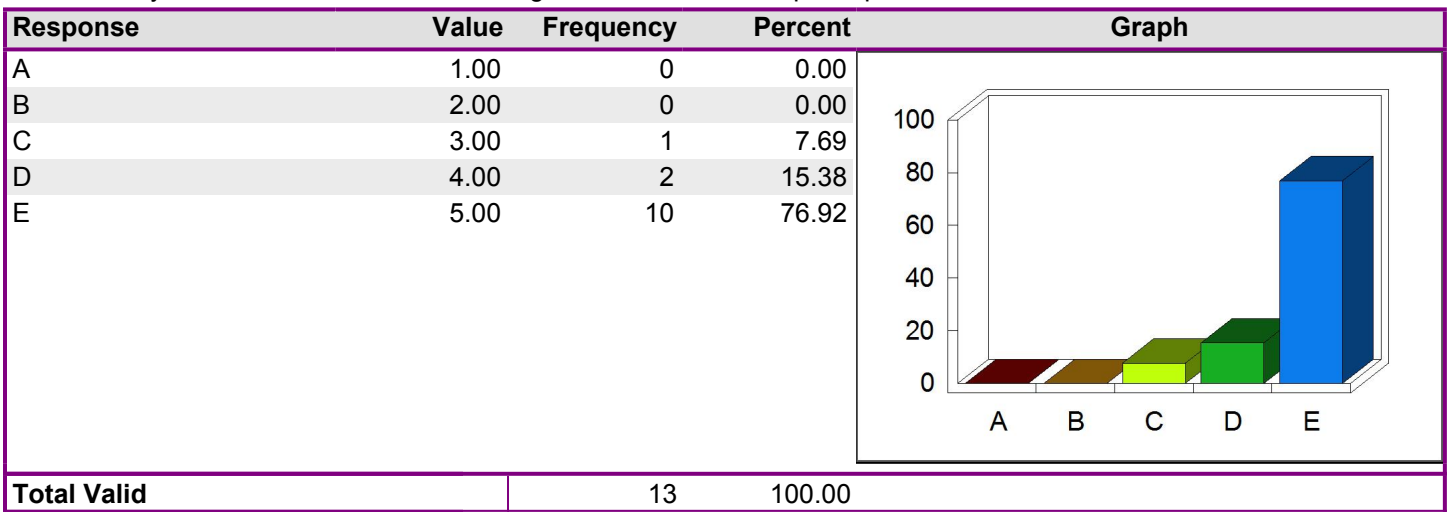 Response Value Frequency Percent Graph
A 1.00 0 0.00
B 2.00 0 0.00
C 3.00 1 7.69
D 4.00 2 15.38
E 5.00 10 76.92
100
80
60
40
20
0
A B C D E
Total Valid 13 100.00